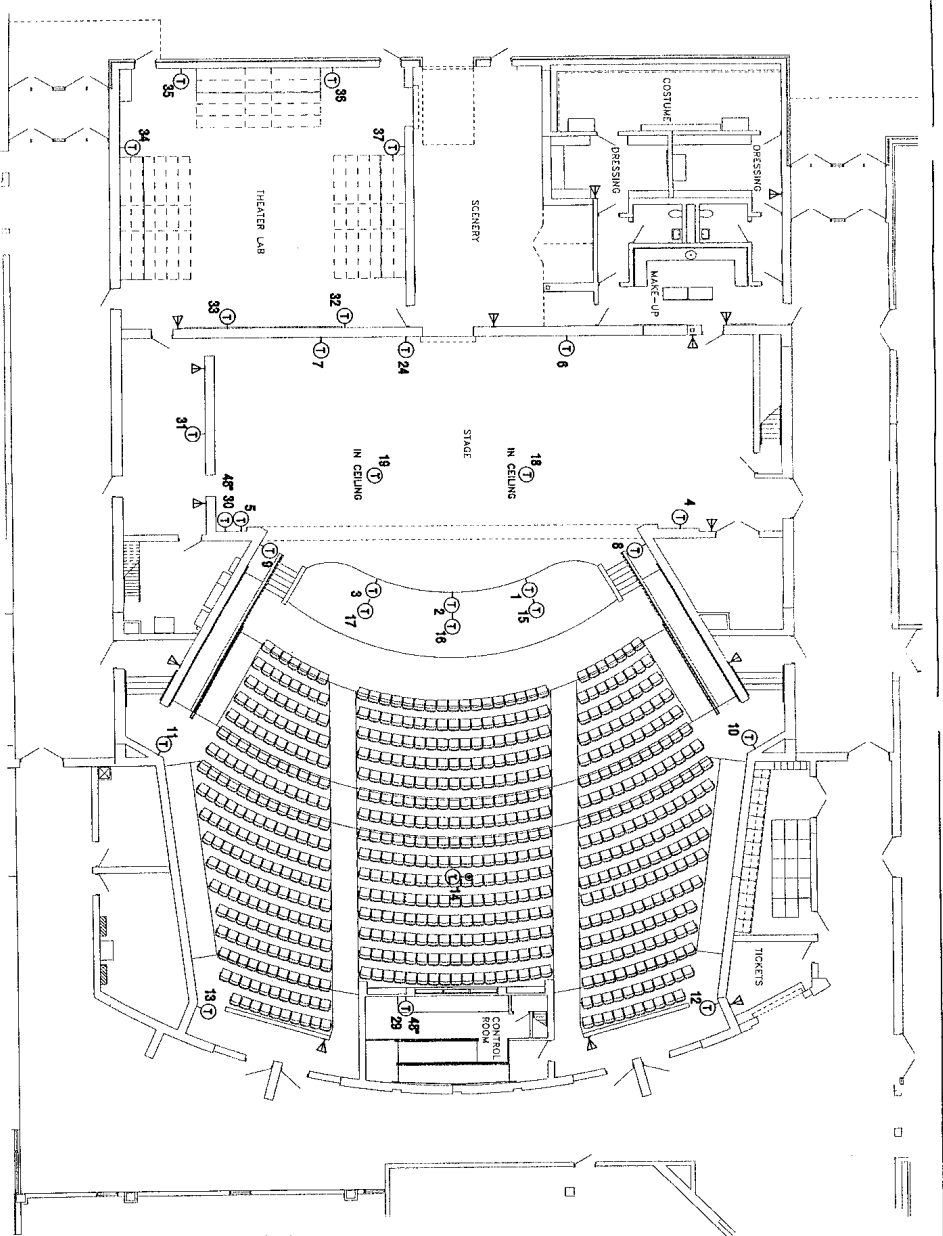 COSTUME
DRESSING
DRESSING
MAKE-UP
SCENERY
THEATER LAB
T 35
T 36
T 37
T 34
T 33
T 32
T 7
T 24
T 6
STAGE
T 18
IN CEILING
T 19
IN CEILING
T 31
48"
T 30
T 5
T 4
T 9
T 8
T 3
T 17
T 2
T 16
T 1
T 15
T 11
T 10
T 14
TICKETS
T 13
T 12
T 48"
29
CONTROL
ROOM